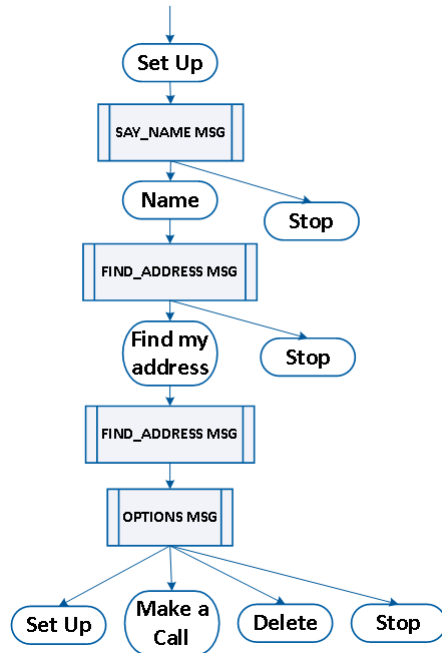 Set Up
SAY_NAME MSG
Name
Stop
FIND_ADDRESS MSG
Find my
address
Stop
FIND_ADDRESS MSG
OPTIONS MSG
Set Up
Make a
Call
Delete
Stop